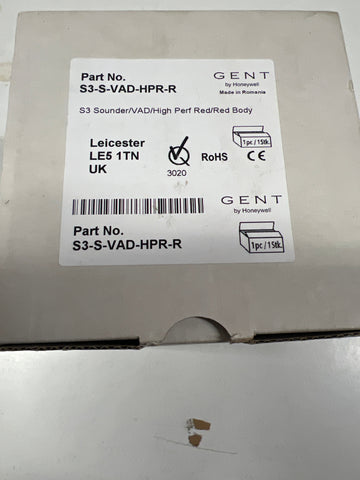 Part No.
S3-S-VAD-HPR-R
GENT
by Honeywell
Made in Romania
S3 Sounder/VAD/High Perf Red/Red Body
Leicester
LE5 1TN
UK
3020
RoHS
1pc / 1Stk.
CE
GENT
by Honeywell
Part No.
S3-S-VAD-HPR-R
1pc / 1Stk.